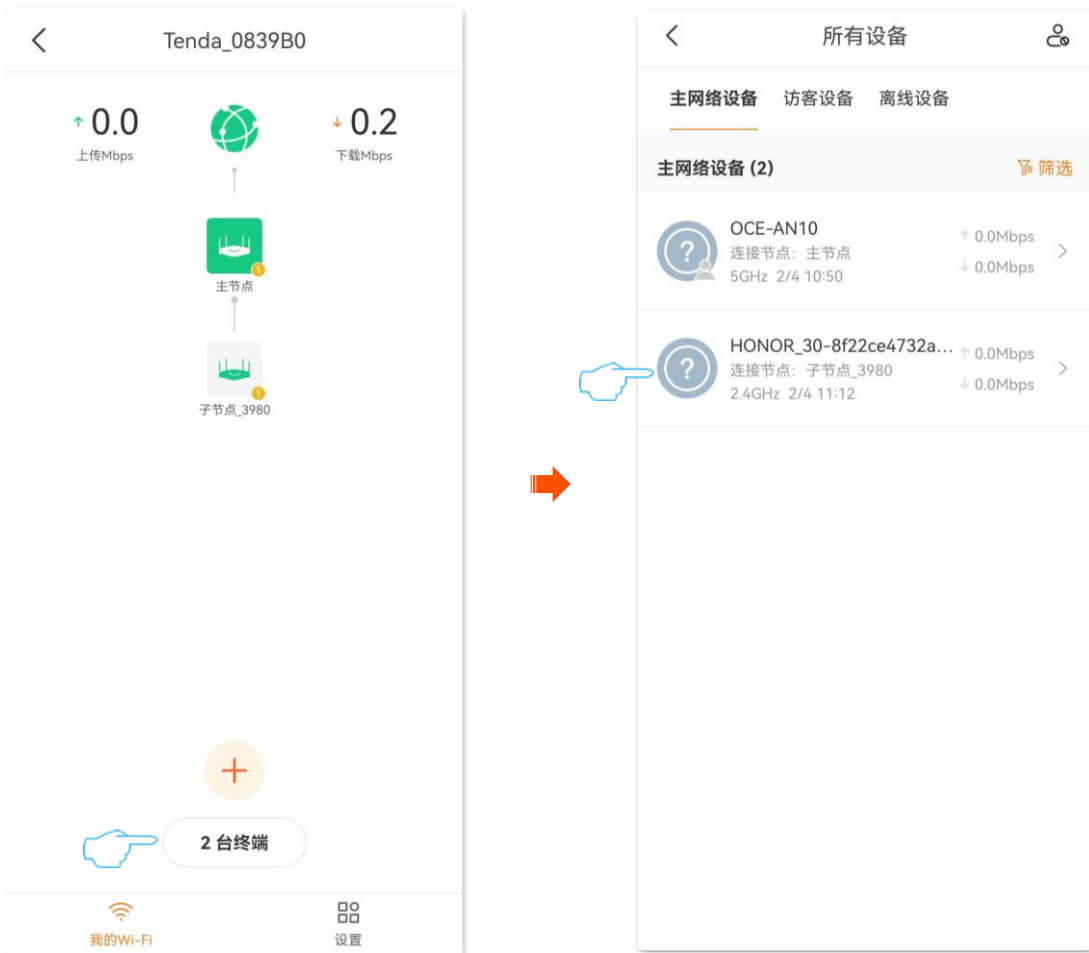 Tenda_0839B0
↑ 0.0
上传Mbps
↓ 0.2
下载Mbps
1
主节点
1
子节点_3980
2 台终端
我的Wi-Fi
设置
所有设备
主网络设备 访客设备 离线设备
主网络设备 (2) 筛选
OCE-AN10
连接节点：主节点
5GHz 2/4 10:50
↑ 0.0Mbps
↓ 0.0Mbps
HONOR_30-8f22ce4732a...
连接节点：子节点_3980
2.4GHz 2/4 11:12
↑ 0.0Mbps
↓ 0.0Mbps